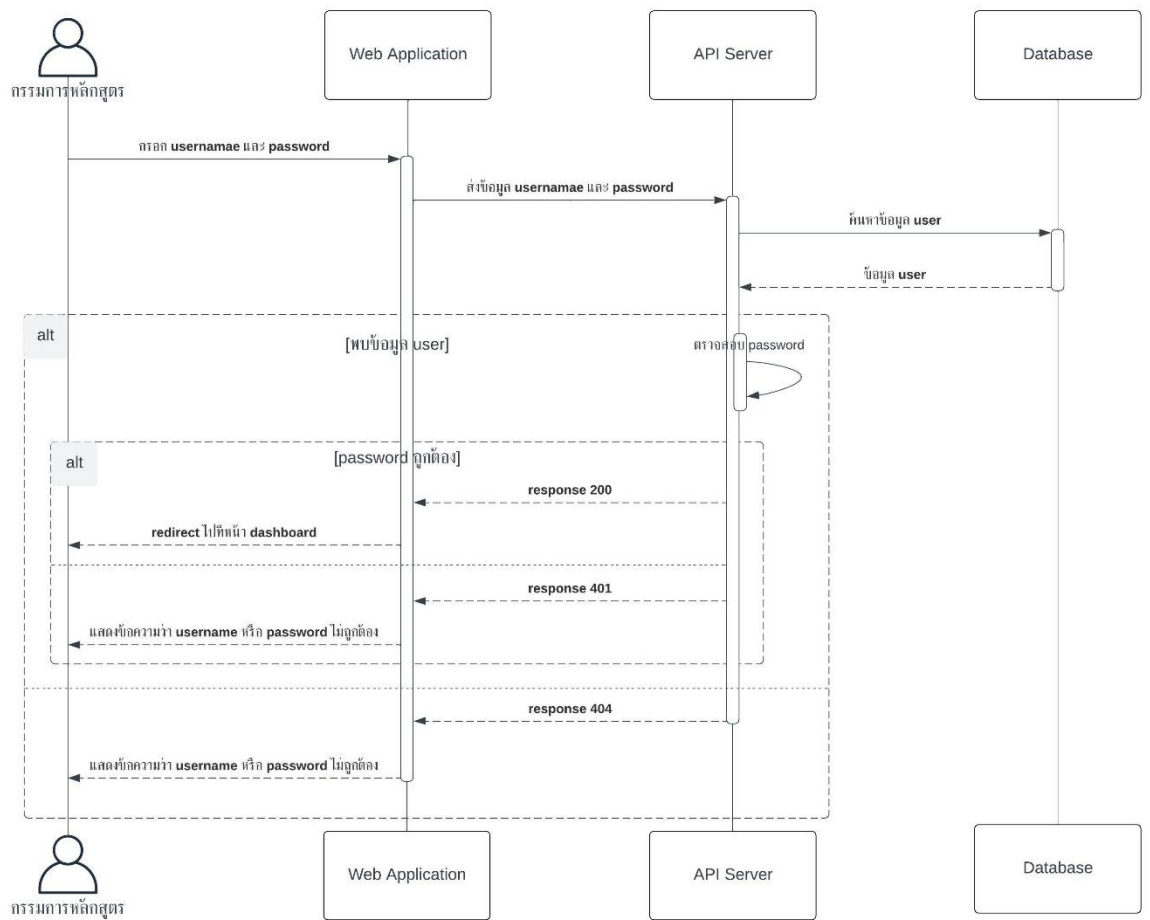 Web Application
API Server
Database
กรรมการหลักสูตร
กรอก usernamae และ password
ส่งข้อมูล usernamae และ password
ค้นหาข้อมูล user
ข้อมูล user
alt
[พบข้อมูล user]
ตรวจสอบ password
alt
[password ถูกต้อง]
response 200
redirect ไปที่หน้า dashboard
response 401
แสดงข้อความว่า username หรือ password ไม่ถูกต้อง
response 404
แสดงข้อความว่า username หรือ password ไม่ถูกต้อง
Web Application
API Server
Database
กรรมการหลักสูตร